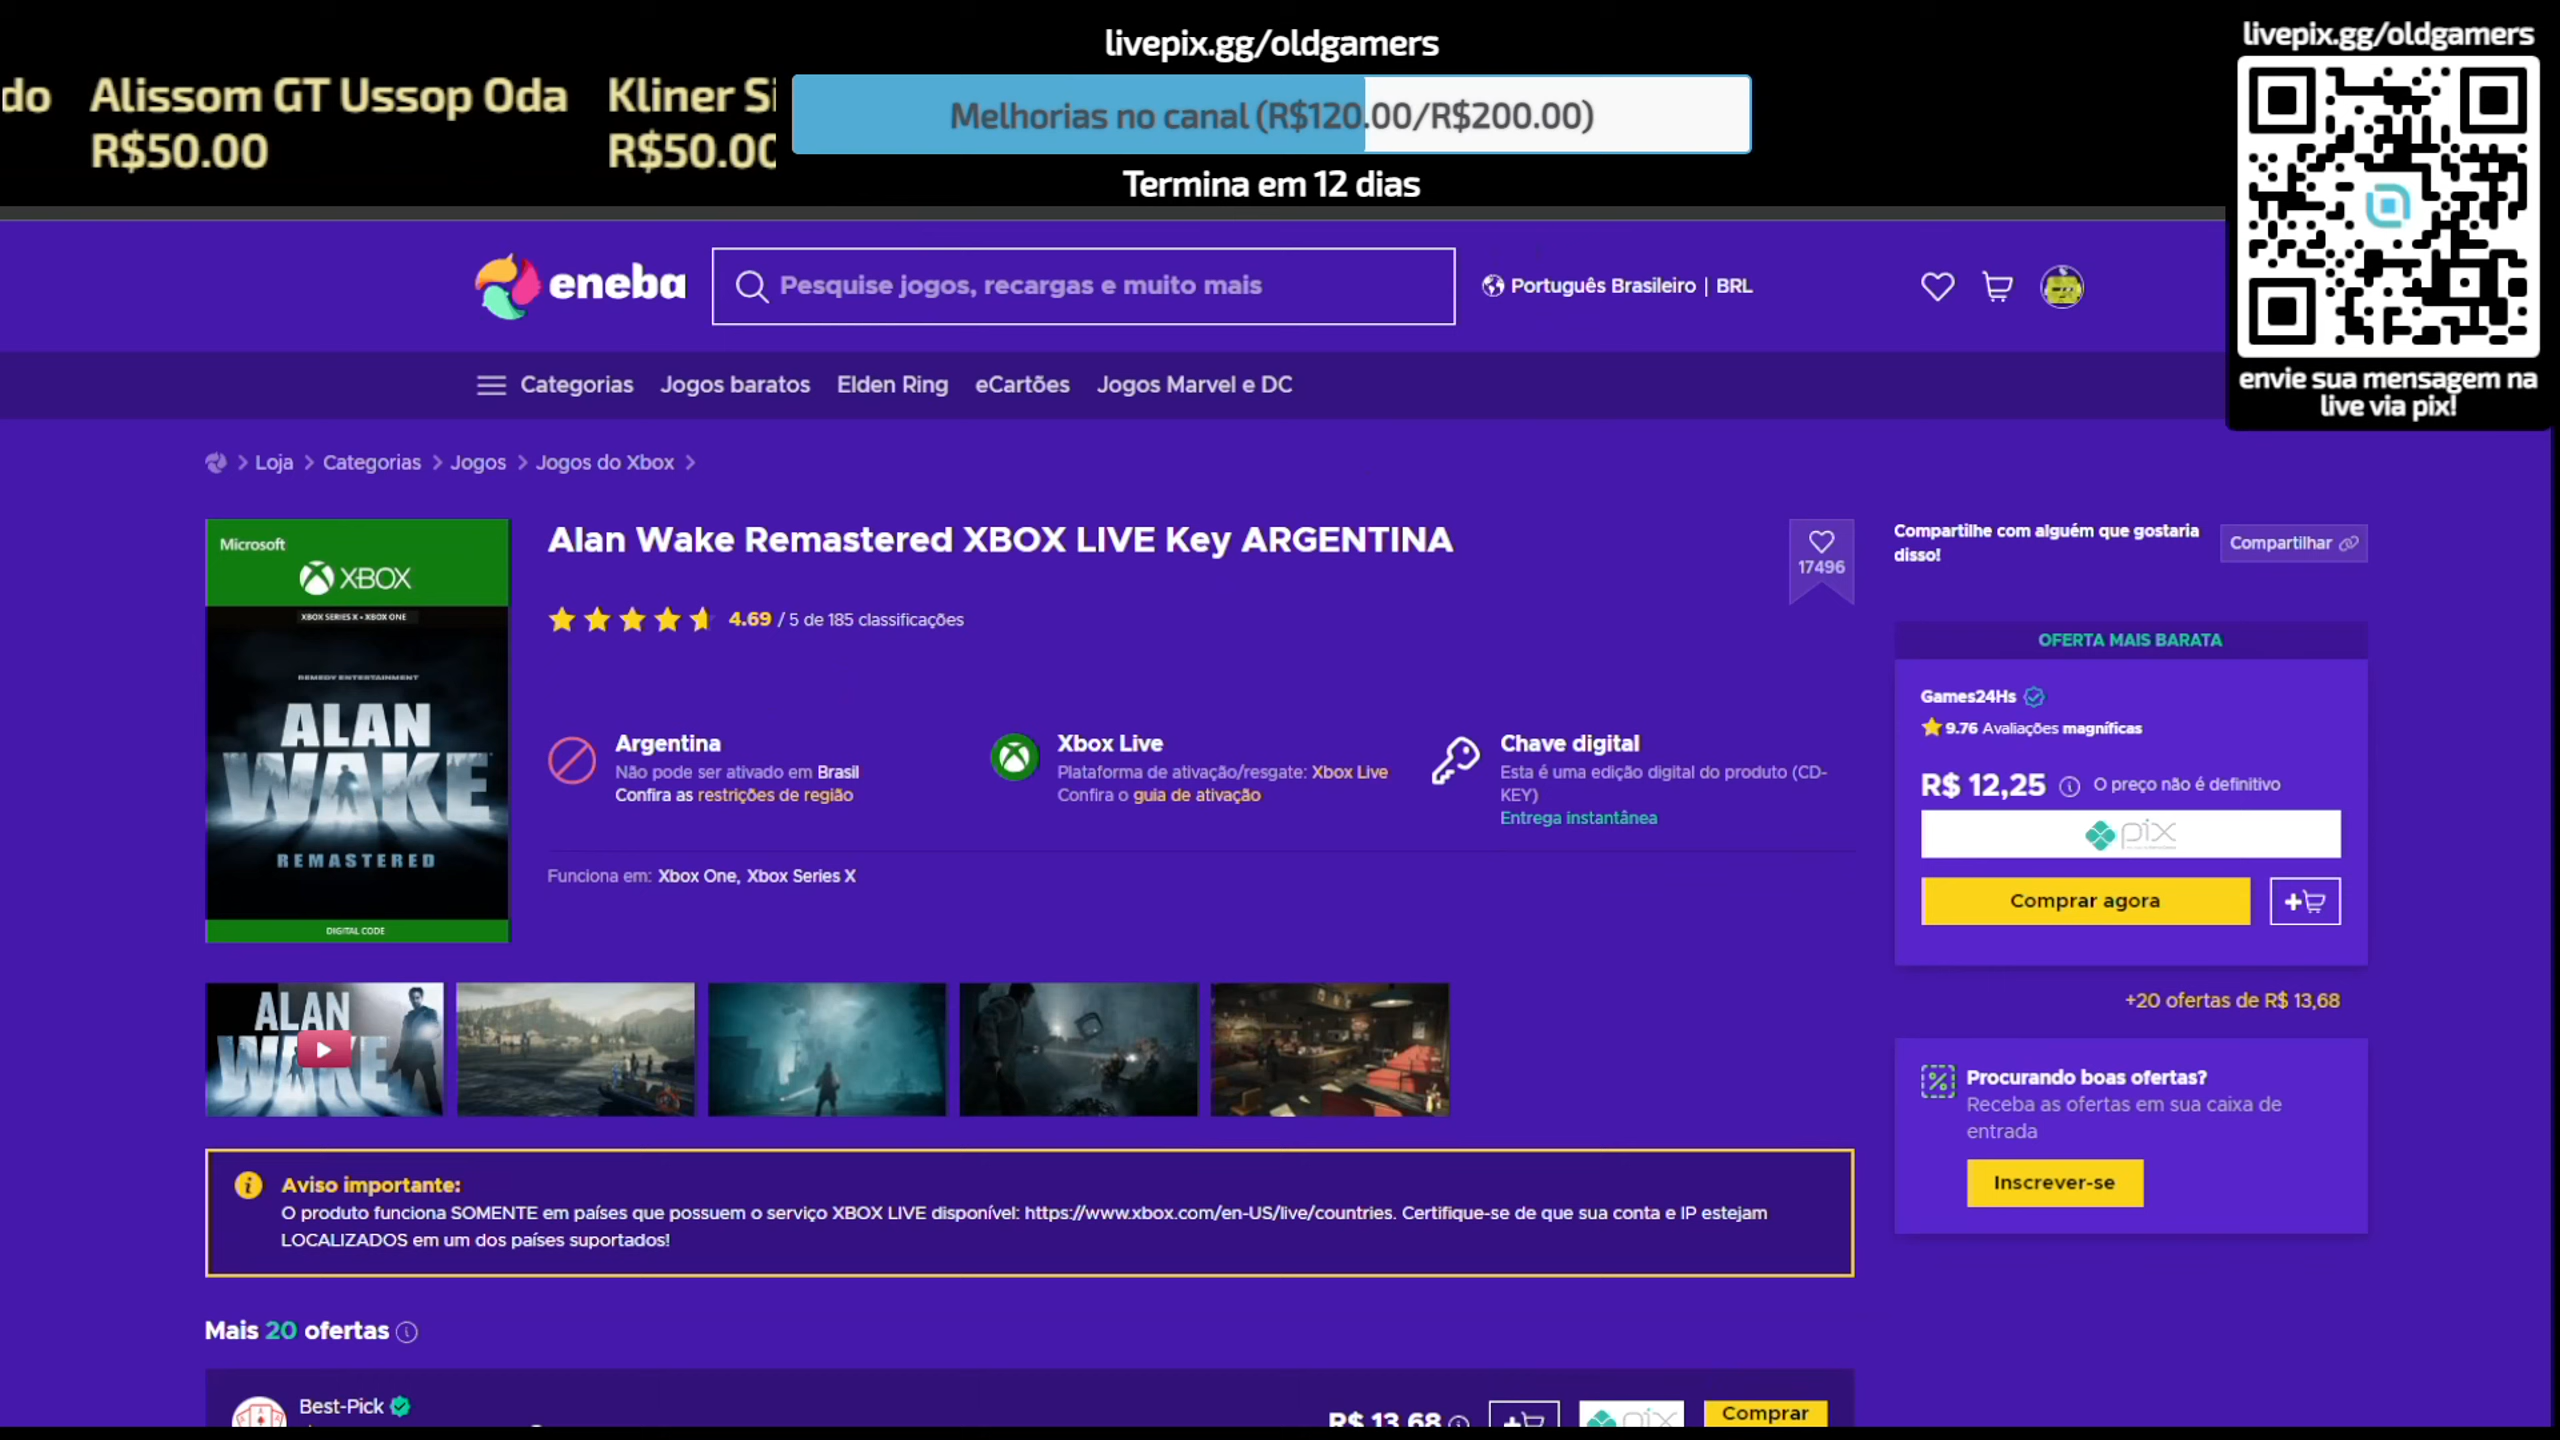 livepix.gg/oldgamers
do Alissom GT Ussop Oda Kliner Si
R$50.00 R$50.00
Melhorias no canal (R$120.00/R$200.00)
Termina em 12 dias
livepix.gg/oldgamers
envie sua mensagem na
live via pix!
eneba
Pesquise jogos, recargas e muito mais
Português Brasileiro | BRL
Categorias Jogos baratos Elden Ring eCartões Jogos Marvel e DC
Loja > Categorias > Jogos > Jogos do Xbox >
Microsoft
XBOX
XBOX SERIES X • XBOX ONE
REMEDY ENTERTAINMENT
ALAN
WAKE
REMASTERED
DIGITAL CODE
Alan Wake Remastered XBOX LIVE Key ARGENTINA
4.69 / 5 de 185 classificações
17496
Argentina
Não pode ser ativado em Brasil
Confira as restrições de região
Xbox Live
Plataforma de ativação/resgate: Xbox Live
Confira o guia de ativação
Chave digital
Esta é uma edição digital do produto (CD-
KEY)
Entrega instantânea
Funciona em: Xbox One, Xbox Series X
Compartilhe com alguém que gostaria
disso!
Compartilhar
OFERTA MAIS BARATA
Games24Hs
9.76 Avaliações magníficas
R$ 12,25 O preço não é definitivo
pix
Comprar agora
+20 ofertas de R$ 13,68
Procurando boas ofertas?
Receba as ofertas em sua caixa de
entrada
Inscrever-se
ALAN
WAKE
Aviso importante:
O produto funciona SOMENTE em países que possuem o serviço XBOX LIVE disponível: https://www.xbox.com/en-US/live/countries. Certifique-se de que sua conta e IP estejam
LOCALIZADOS em um dos países suportados!
Mais 20 ofertas
Best-Pick
R$ 13,68
pix
Comprar